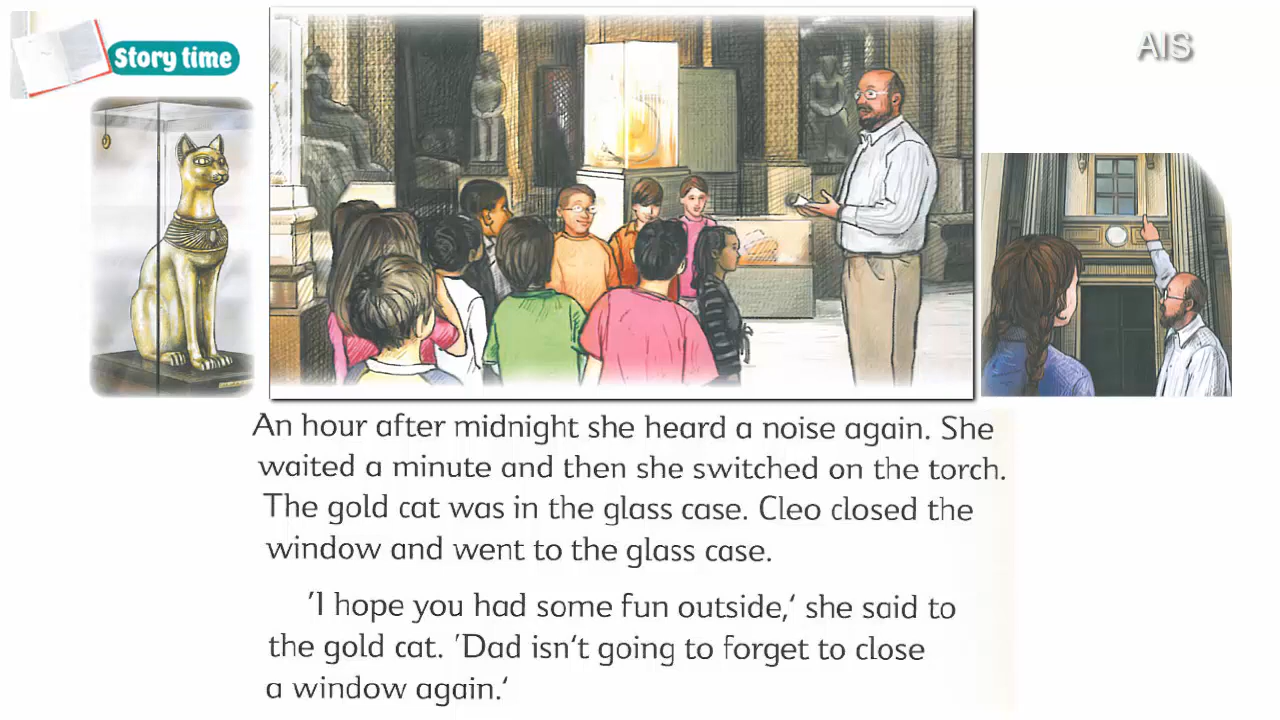 Story time
AIS
An hour after midnight she heard a noise again. She
waited a minute and then she switched on the torch.
The gold cat was in the glass case. Cleo closed the
window and went to the glass case.
'I hope you had some fun outside,' she said to
the gold cat. 'Dad isn't going to forget to close
a window again.'